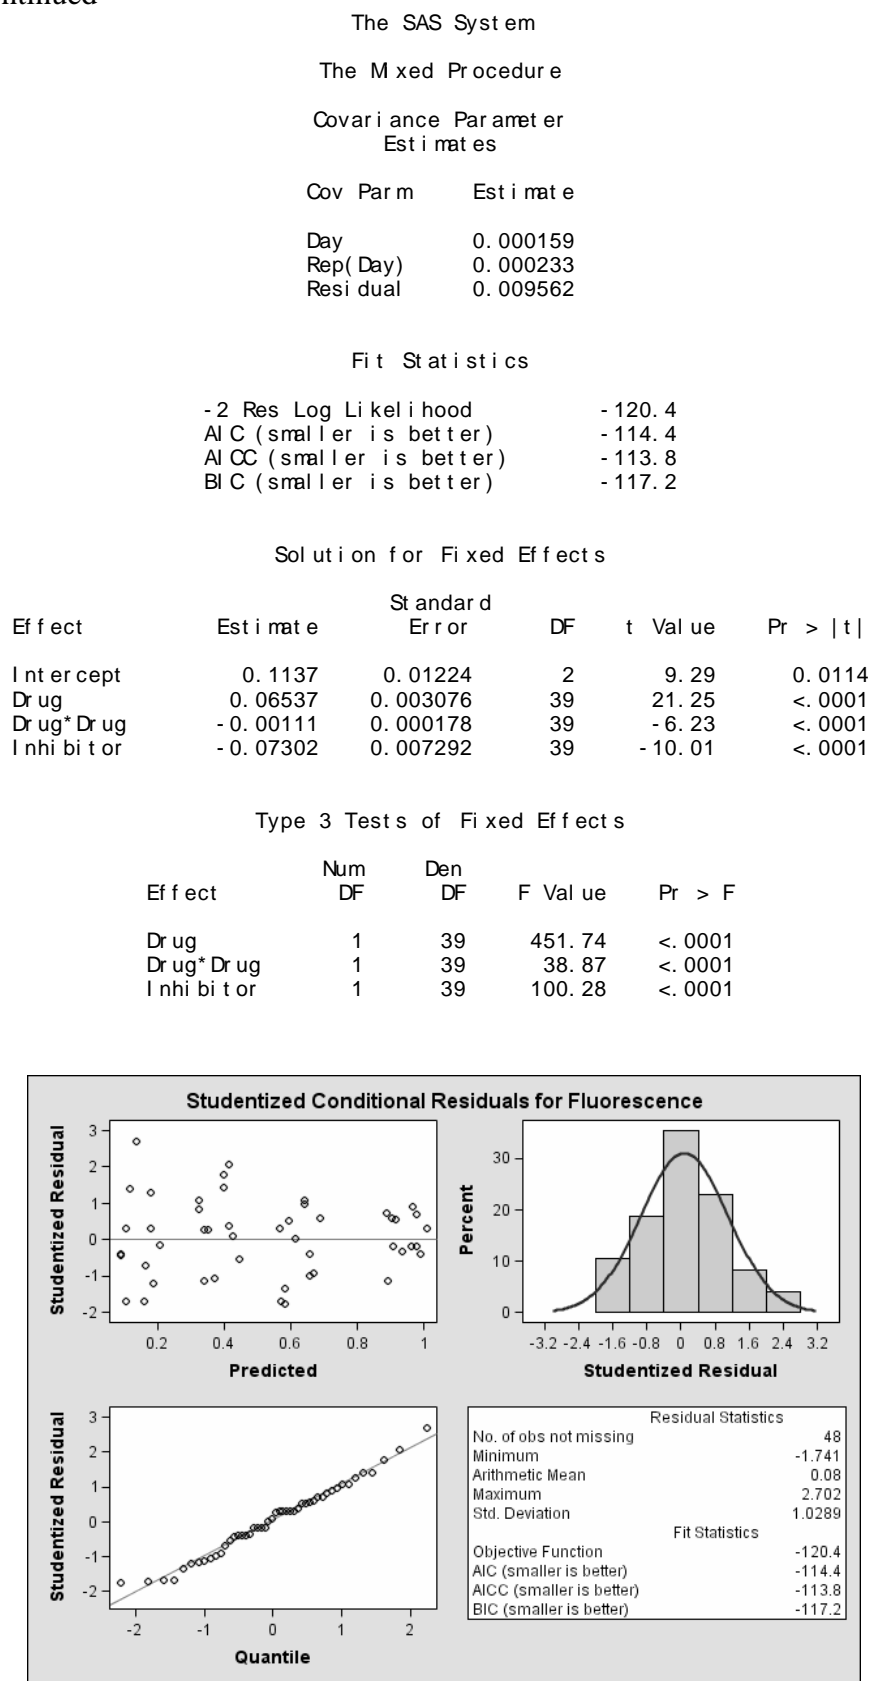 ntinued
The SAS System
The Mixed Procedure
Covariance Parameter
Estimates
Cov Parm Estimate
Day 0.000159
Rep(Day) 0.000233
Residual 0.009562
Fit Statistics
-2 Res Log Likelihood -120.4
AIC (smaller is better) -114.4
AICC (smaller is better) -113.8
BIC (smaller is better) -117.2
Solution for Fixed Effects
Standard
Effect Estimate Error DF t Value Pr > |t|
Intercept 0.1137 0.01224 2 9.29 0.0114
Drug 0.06537 0.003076 39 21.25 <.0001
Drug*Drug -0.00111 0.000178 39 -6.23 <.0001
Inhibitor -0.07302 0.007292 39 -10.01 <.0001
Type 3 Tests of Fixed Effects
Num Den
Effect DF DF F Value Pr > F
Drug 1 39 451.74 <.0001
Drug*Drug 1 39 38.87 <.0001
Inhibitor 1 39 100.28 <.0001
Studentized Conditional Residuals for Fluorescence
Studentized Residual
3
2
1
0
-1
-2
0.2 0.4 0.6 0.8 1
Predicted
Percent
30
20
10
0
-3.2 -2.4 -1.6 -0.8 0 0.8 1.6 2.4 3.2
Studentized Residual
Studentized Residual
3
2
1
0
-1
-2
-2 -1 0 1 2
Quantile
Residual Statistics
No. of obs not missing 48
Minimum -1.741
Arithmetic Mean 0.08
Maximum 2.702
Std. Deviation 1.0289
Fit Statistics
Objective Function -120.4
AIC (smaller is better) -114.4
AICC (smaller is better) -113.8
BIC (smaller is better) -117.2